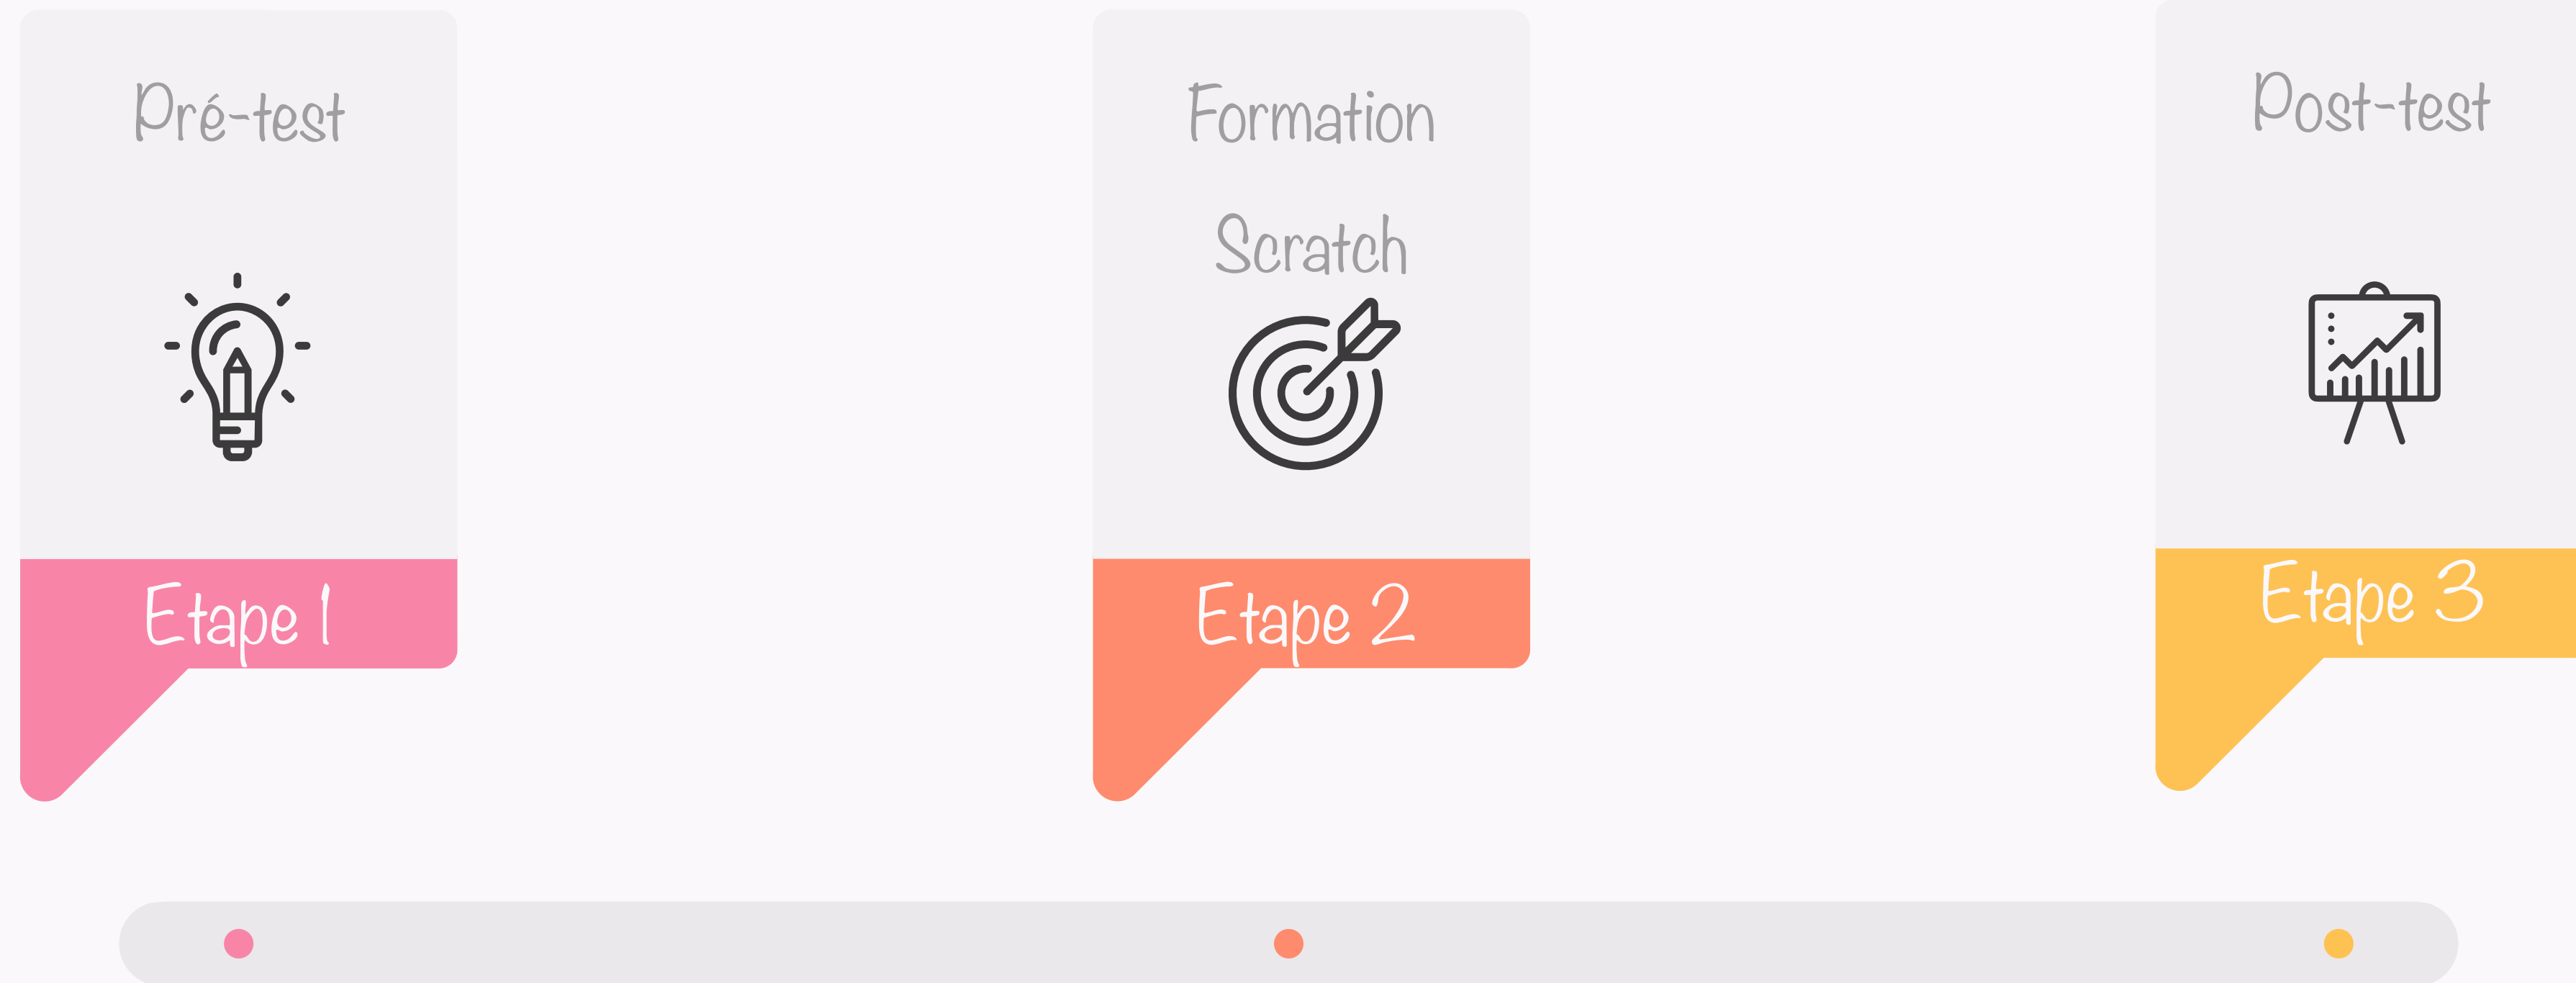 Pré-test
Formation
Scratch
Post-test
Etape 1
Etape 2
Etape 3